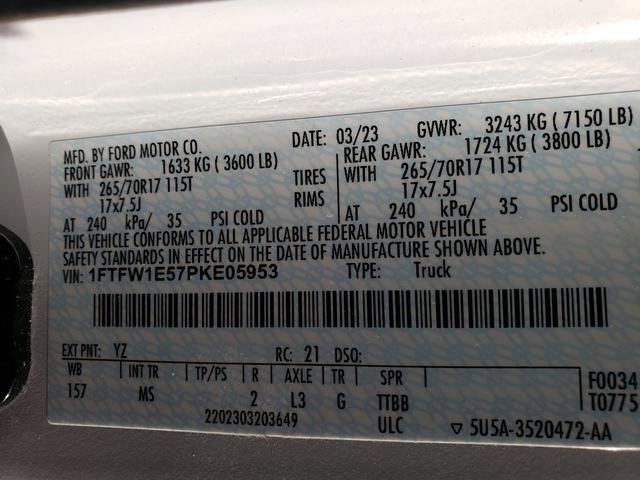 MFD. BY FORD MOTOR CO.
DATE: 03/23 GVWR: 3243 KG ( 7150 LB)
FRONT GAWR: 1633 KG ( 3600 LB)
REAR GAWR: 1724 KG ( 3800 LB)
WITH 265/70R17 115T TIRES WITH 265/70R17 115T
17x7.5J RIMS 17x7.5J
AT 240 kPa/ 35 PSI COLD AT 240 kPa/ 35 PSI COLD
THIS VEHICLE CONFORMS TO ALL APPLICABLE FEDERAL MOTOR VEHICLE
SAFETY STANDARDS IN EFFECT ON THE DATE OF MANUFACTURE SHOWN ABOVE.
VIN: 1FTFW1E57PKE05953 TYPE: Truck
EXT PNT: YZ RC: 21 DSO:
WB INT TR TP/PS R AXLE TR SPR F0034
157 MS 2 L3 G TTBB T0775
2202303203649 ULC ▽ 5U5A-3520472-AA